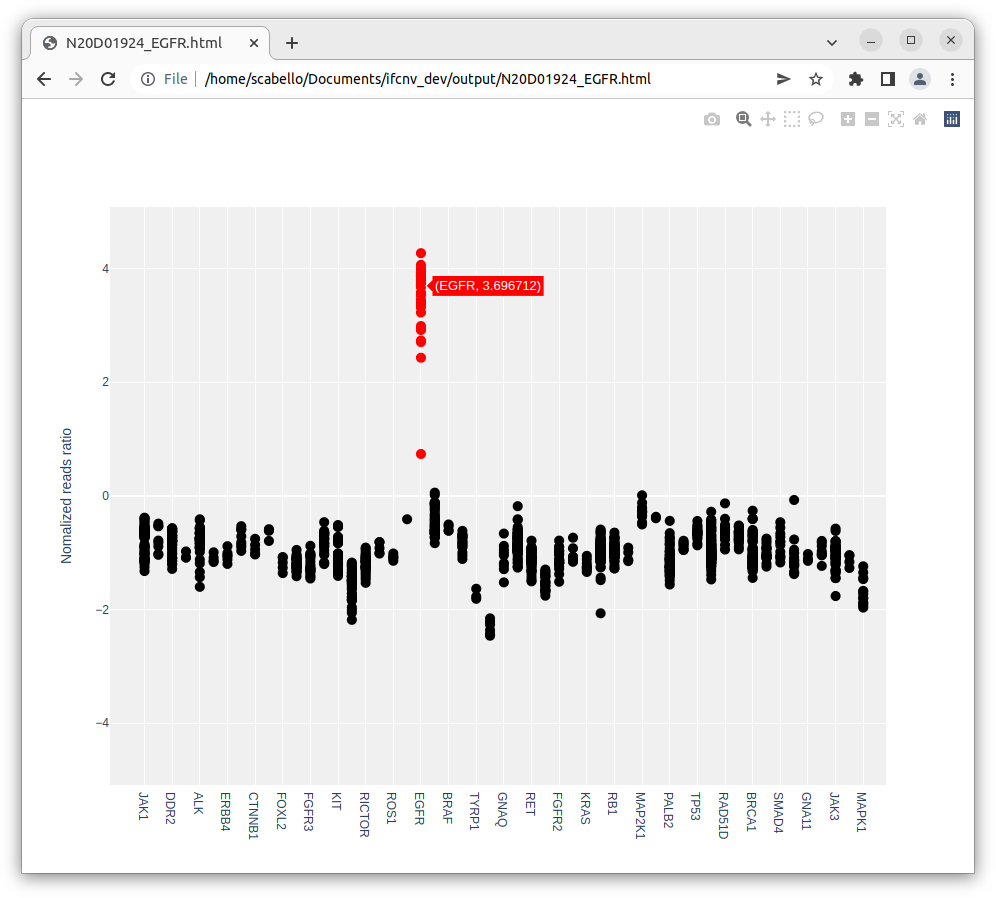 N20D01924_EGFR.html
File
/home/scabello/Documents/ifcnv_dev/output/N20D01924_EGFR.html
4
(EGFR, 3.696712)
2
0
−2
−4
Nomalized reads ratio
JAK1
DDR2
ALK
ERBB4
CTNNB1
FOXL2
FGFR3
KIT
RICTOR
ROS1
EGFR
BRAF
TYRP1
GNAQ
RET
FGFR2
KRAS
RB1
MAP2K1
PALB2
TP53
RAD51D
BRCA1
SMAD4
GNA11
JAK3
MAPK1